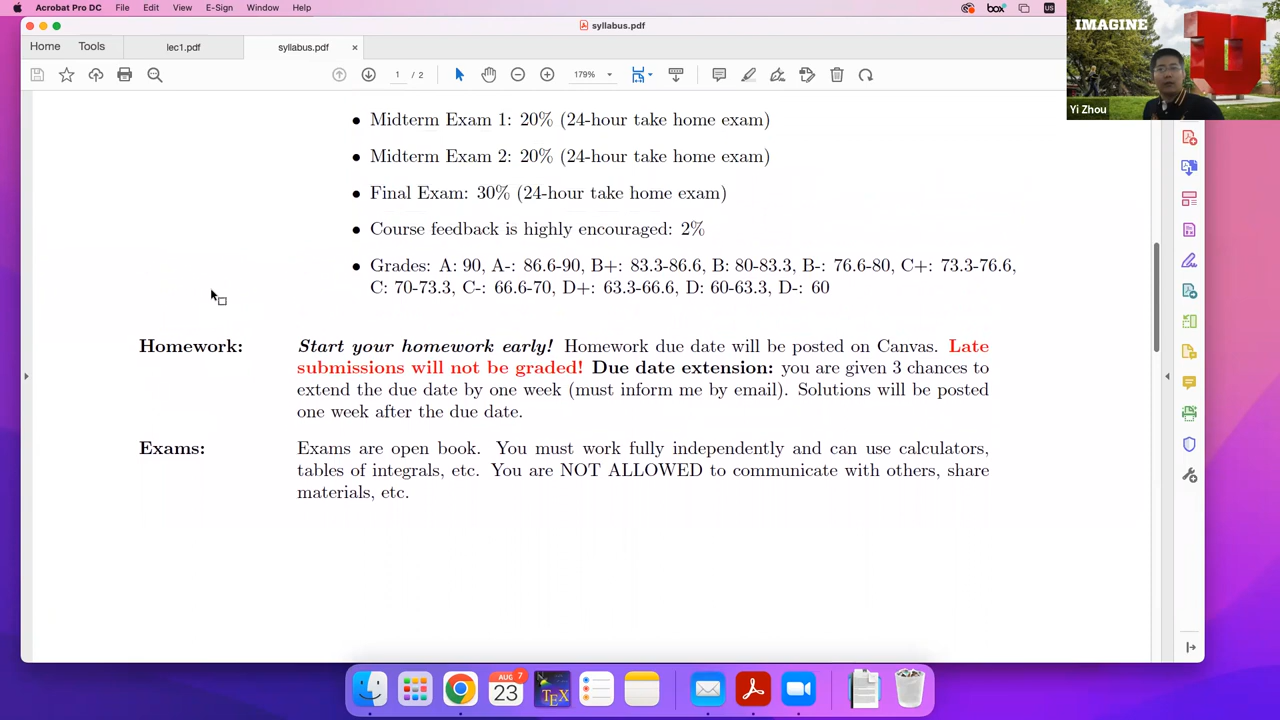 Acrobat Pro DC File Edit View E-Sign Window Help box US
syllabus.pdf
Home Tools lec1.pdf syllabus.pdf ×
1 / 2 179%
IMAGINE U
Yi Zhou
• Midterm Exam 1: 20% (24-hour take home exam)
• Midterm Exam 2: 20% (24-hour take home exam)
• Final Exam: 30% (24-hour take home exam)
• Course feedback is highly encouraged: 2%
• Grades: A: 90, A-: 86.6-90, B+: 83.3-86.6, B: 80-83.3, B-: 76.6-80, C+: 73.3-76.6,
C: 70-73.3, C-: 66.6-70, D+: 63.3-66.6, D: 60-63.3, D-: 60
Homework: Start your homework early! Homework due date will be posted on Canvas. Late
submissions will not be graded! Due date extension: you are given 3 chances to
extend the due date by one week (must inform me by email). Solutions will be posted
one week after the due date.
Exams: Exams are open book. You must work fully independently and can use calculators,
tables of integrals, etc. You are NOT ALLOWED to communicate with others, share
materials, etc.
AUG 7
23
TEX